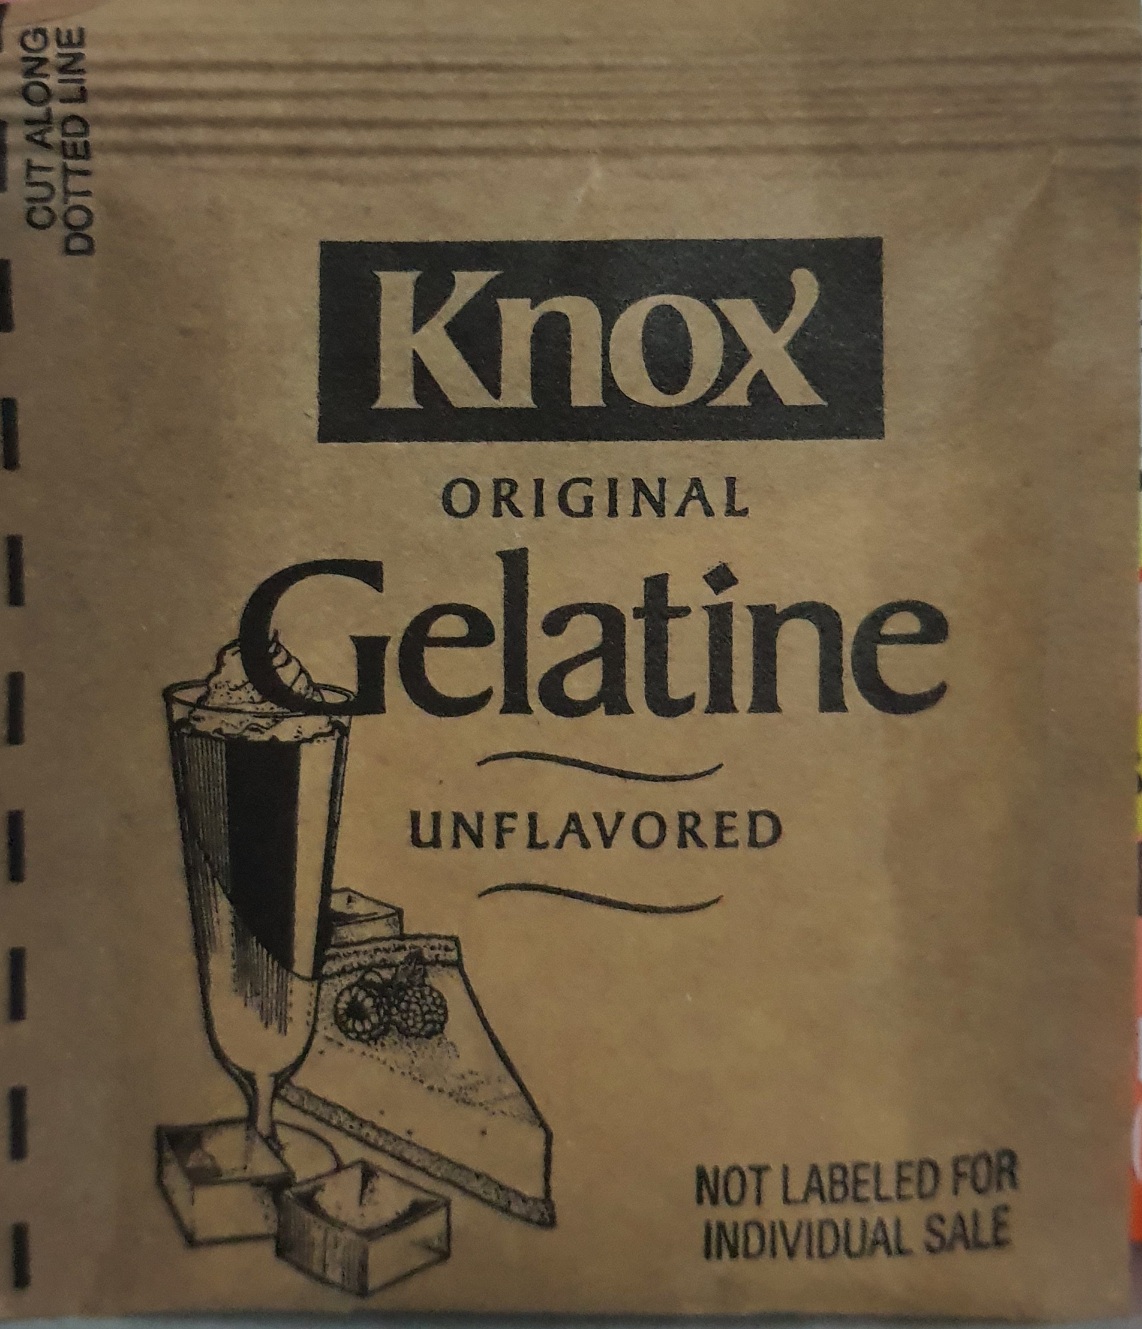 CUT ALONG
DOTTED LINE
Knox
ORIGINAL
Gelatine
UNFLAVORED
NOT LABELED FOR
INDIVIDUAL SALE